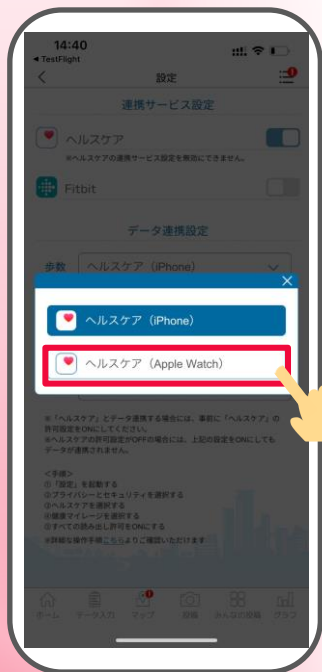 14:40
◀ TestFlight
設定
連携サービス設定
ヘルスケア
※ヘルスケアの連携サービス設定を無効にできません。
Fitbit
データ連携設定
歩数 ヘルスケア（iPhone）
ヘルスケア（iPhone）
ヘルスケア（Apple Watch）
※「ヘルスケア」とデータ連携する場合には、事前に「ヘルスケア」の
許可設定をONにしてください。
※ヘルスケアの許可設定がOFFの場合には、上記の設定をONにしても
データが連携されません。
<手順>
①「設定」を起動する
②プライバシーとセキュリティを選択する
③ヘルスケアを選択する
④健康マイレージを選択する
⑤すべての読み出し許可をONにする
※詳細な操作手順こちらよりご確認いただけます
ホーム データ入力 マップ 投稿 みんなの投稿 グラフ